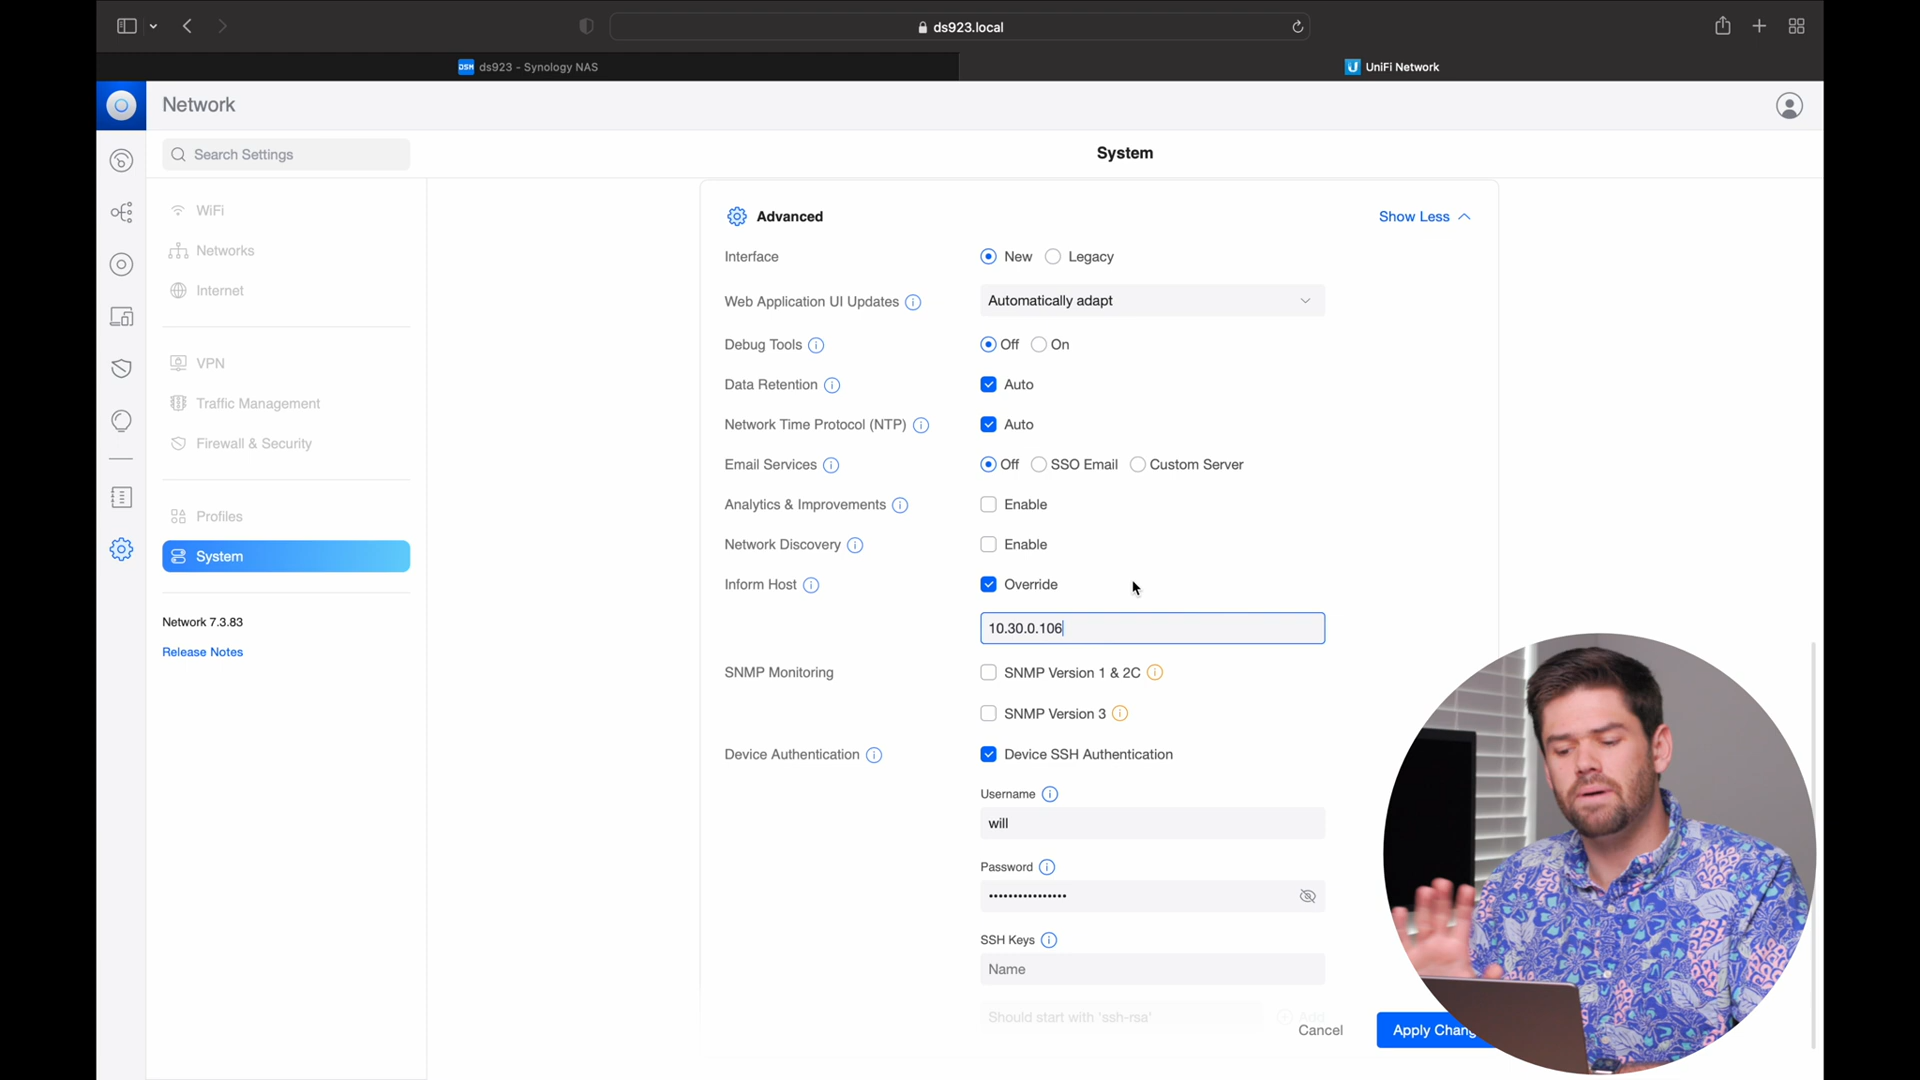 ds923.local
DSM ds923 - Synology NAS
UniFi Network
Network
Search Settings
System
WiFi
Networks
Internet
VPN
Traffic Management
Firewall & Security
Profiles
System
Network 7.3.83
Release Notes
Advanced
Show Less
Interface
New Legacy
Web Application UI Updates
Automatically adapt
Debug Tools
Off On
Data Retention
Auto
Network Time Protocol (NTP)
Auto
Email Services
Off SSO Email Custom Server
Analytics & Improvements
Enable
Network Discovery
Enable
Inform Host
Override
10.30.0.106
SNMP Monitoring
SNMP Version 1 & 2C
SNMP Version 3
Device Authentication
Device SSH Authentication
Username
will
Password
••••••••••••••••
SSH Keys
Name
Should start with 'ssh-rsa'
Add
Cancel
Apply Chang